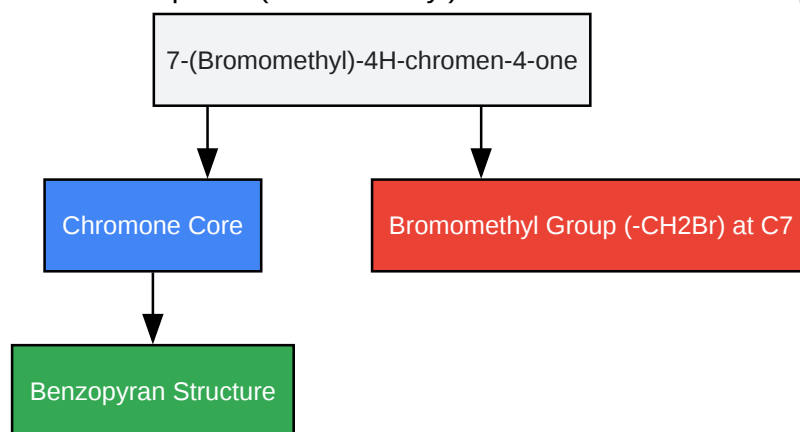 7-(Bromomethyl)-4H-chromen-4-one
Chromone Core
Bromomethyl Group (-CH2Br) at C7
Benzopyran Structure